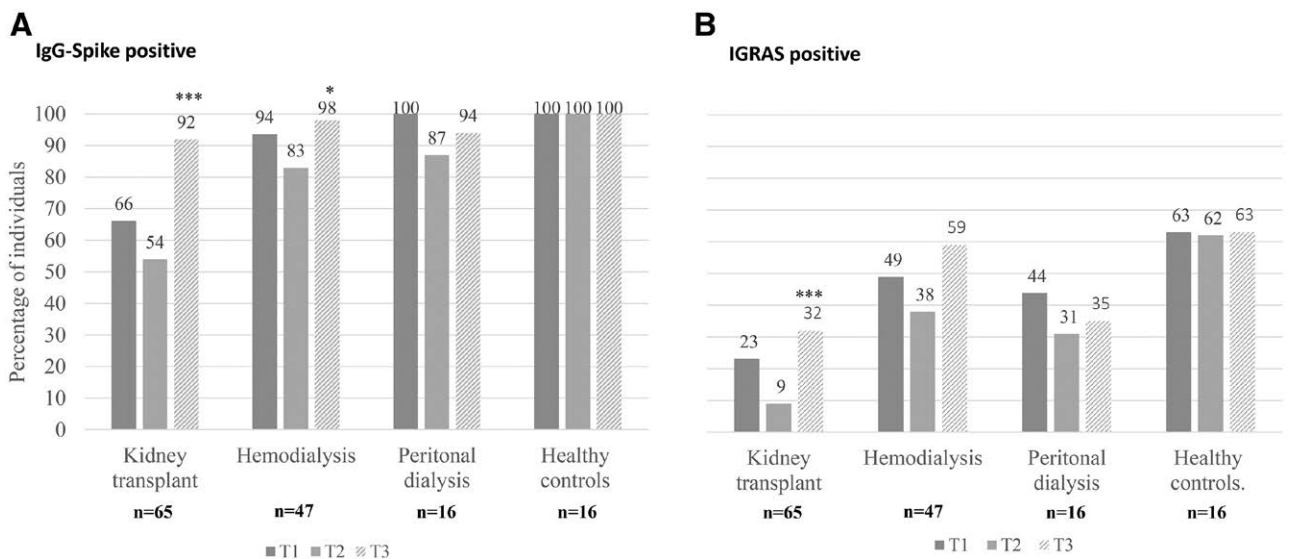 A
IgG-Spike positive
Percentage of individuals
100
90
80
70
60
50
40
30
20
10
0
66
54
***
92
94
83
*
98
100
87
94
100 100 100
Kidney
transplant
Hemodialysis
Peritonal
dialysis
Healthy
controls
n=65
n=47
n=16
n=16
T1 T2 T3
B
IGRAS positive
23
9
***
32
49
38
59
44
31
35
63
62
63
Kidney
transplant
Hemodialysis
Peritonal
dialysis
Healthy
controls.
n=65
n=47
n=16
n=16
T1 T2 T3